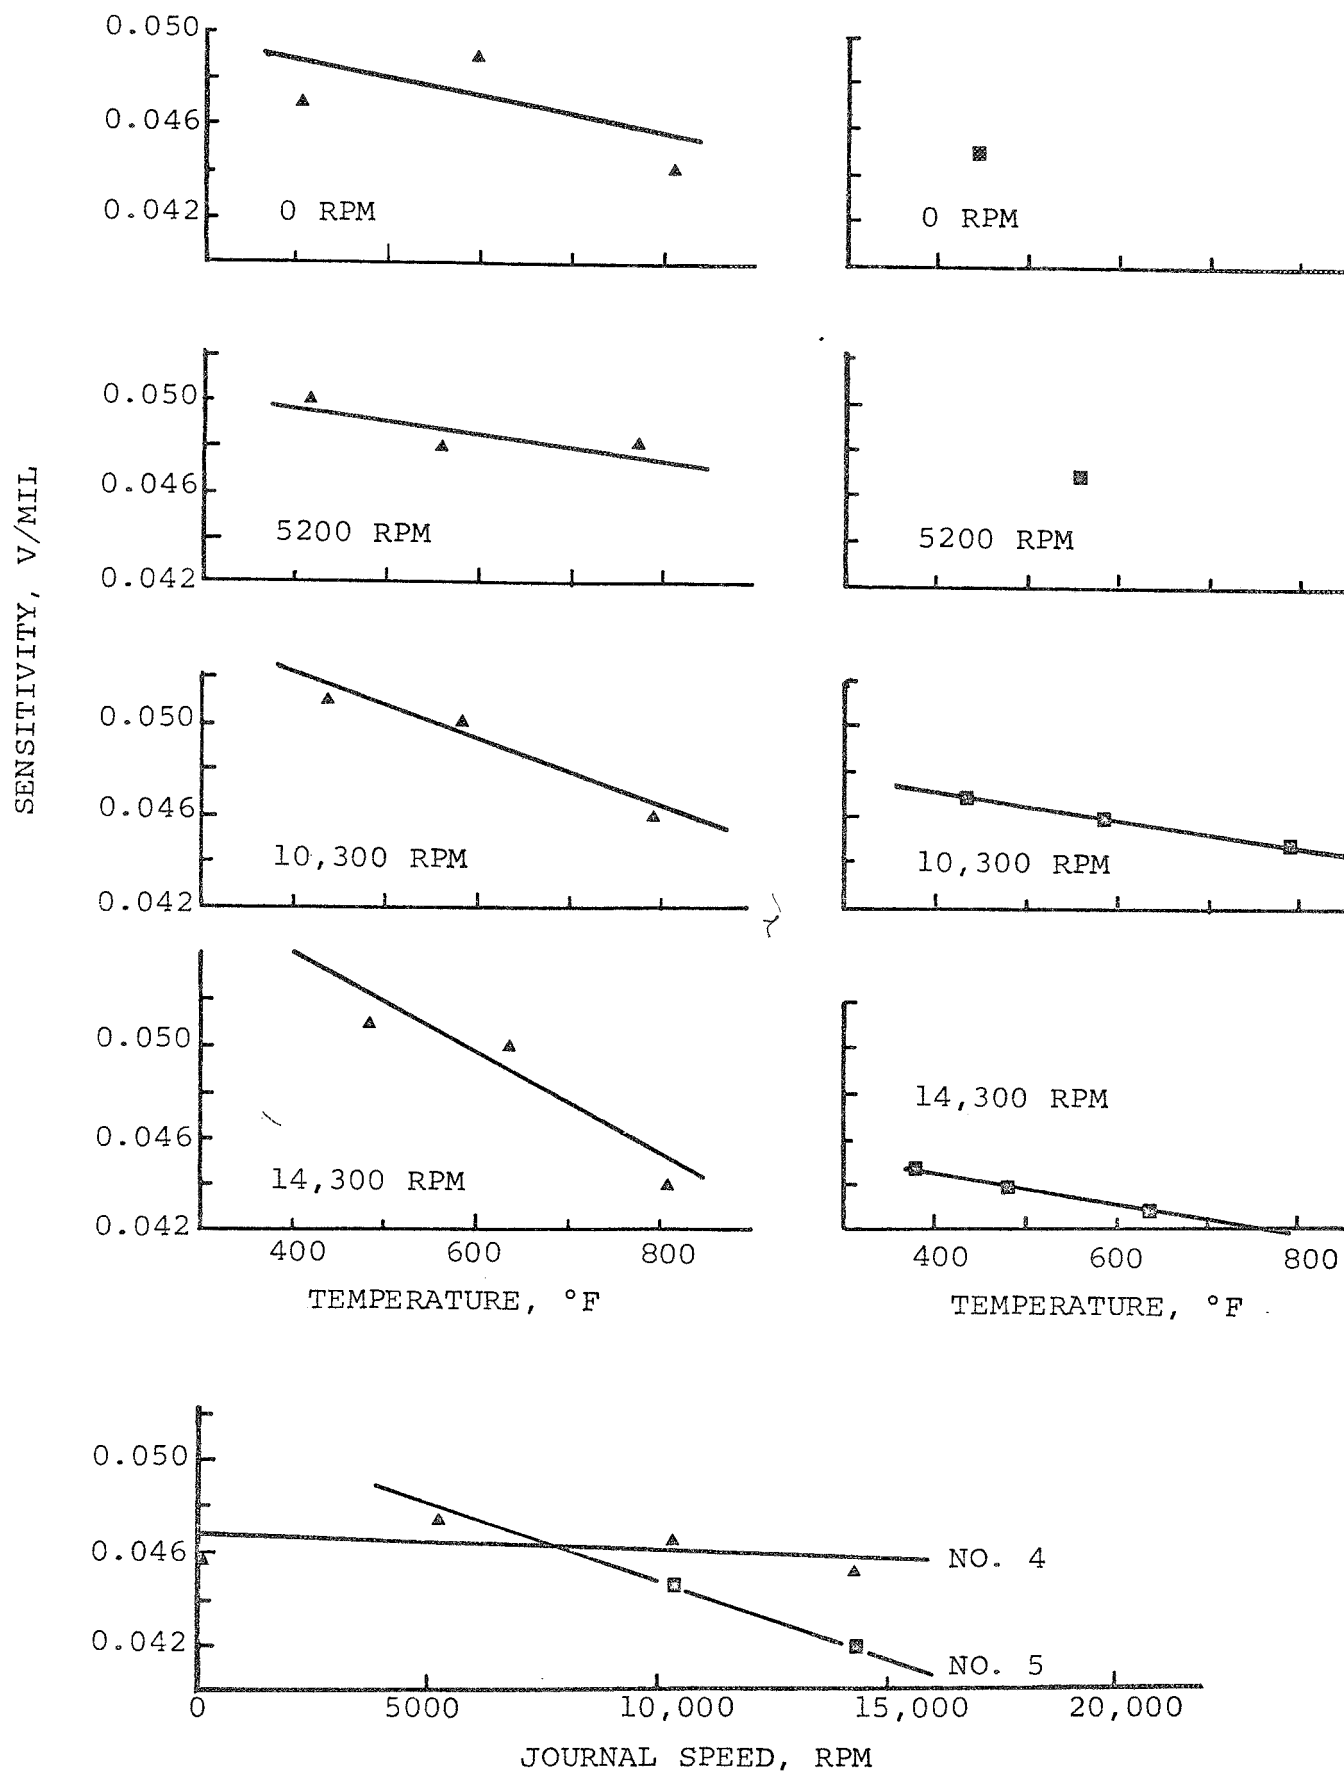 0.050
0.046
0.042
0 RPM
0 RPM
0.050
0.046
0.042
5200 RPM
5200 RPM
SENSITIVITY, V/MIL
0.050
0.046
0.042
10,300 RPM
10,300 RPM
0.050
0.046
0.042
14,300 RPM
14,300 RPM
400 600 800
400 600 800
TEMPERATURE, °F
TEMPERATURE, °F
0.050
0.046
0.042
NO. 4
NO. 5
0 5000 10,000 15,000 20,000
JOURNAL SPEED, RPM